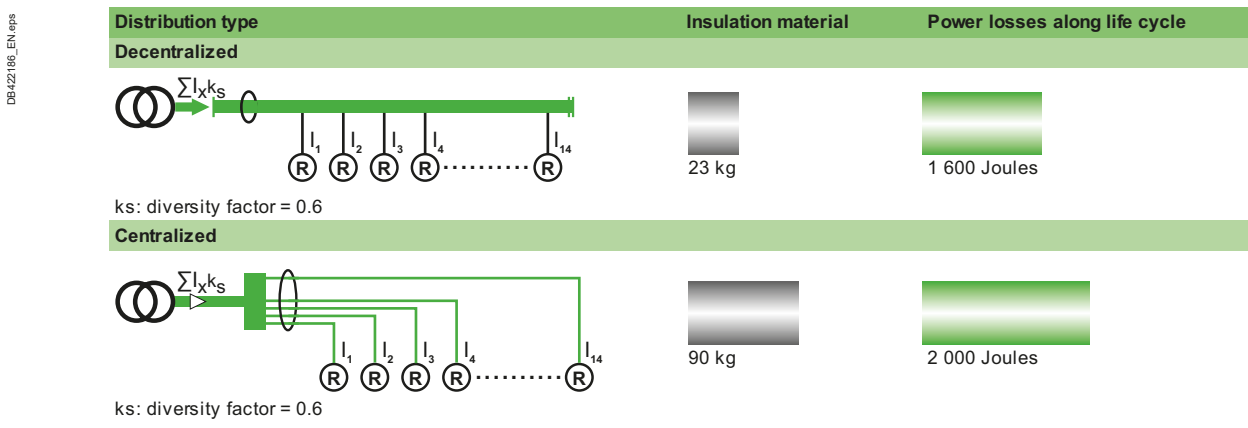 DB422186_EN.eps
Distribution type Insulation material Power losses along life cycle
Decentralized
∑Ixks
I1 I2 I3 I4 I14
R R R R R
23 kg 1 600 Joules
ks: diversity factor = 0.6
Centralized
∑Ixks
I1 I2 I3 I4 I14
R R R R R
90 kg 2 000 Joules
ks: diversity factor = 0.6